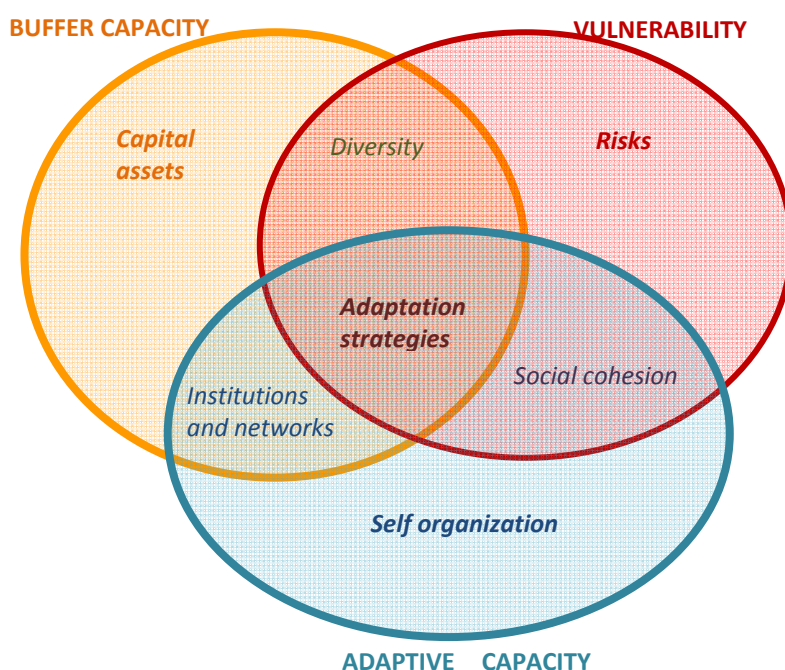 BUFFER CAPACITY
VULNERABILITY
Capital
assets
Diversity
Risks
Adaptation
strategies
Institutions
and networks
Social cohesion
Self organization
ADAPTIVE CAPACITY